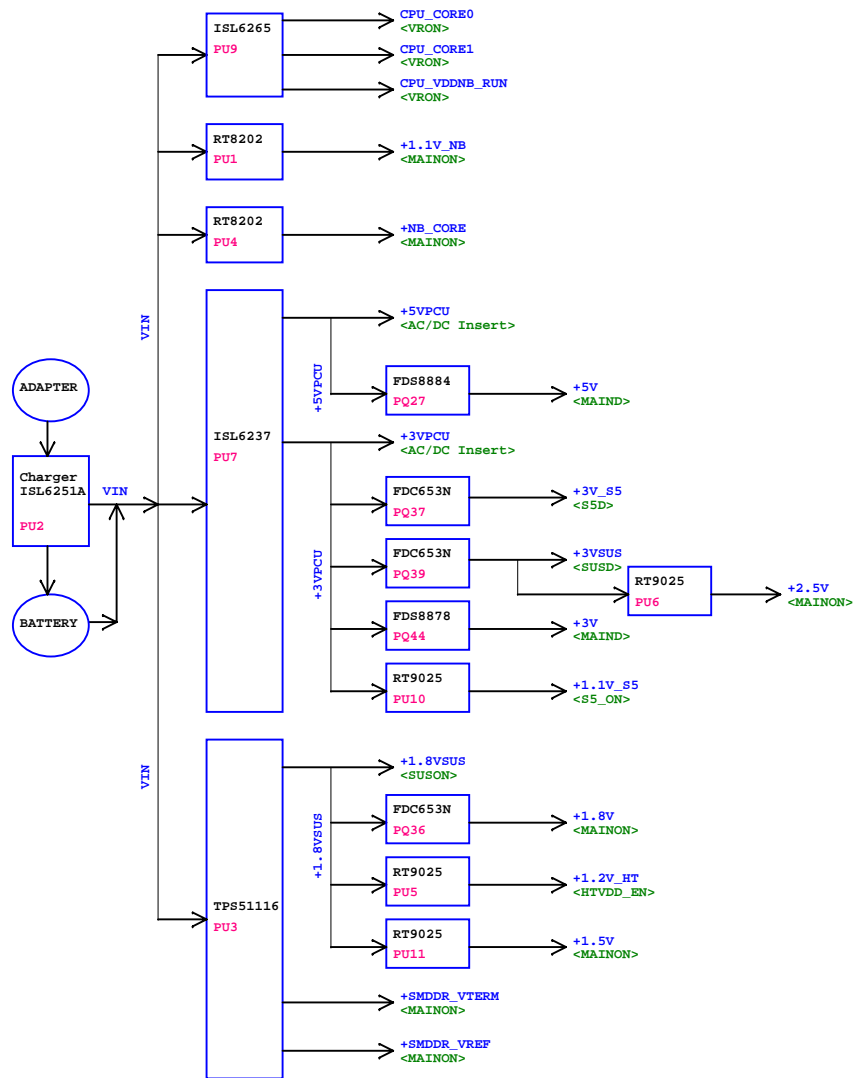 ISL6265
PU9
CPU_CORE0
<VRON>
CPU_CORE1
<VRON>
CPU_VDDNB_RUN
<VRON>
RT8202
PU1
+1.1V_NB
<MAINON>
RT8202
PU4
+NB_CORE
<MAINON>
VIN
ADAPTER
Charger
ISL6251A
PU2
VIN
BATTERY
ISL6237
PU7
+5VPCU
<AC/DC Insert>
+5VPCU
FDS8884
PQ27
+5V
<MAIND>
+3VPCU
<AC/DC Insert>
+3VPCU
FDC653N
PQ37
+3V_S5
<S5D>
FDC653N
PQ39
+3VSUS
<SUSD>
RT9025
PU6
+2.5V
<MAINON>
FDS8878
PQ44
+3V
<MAIND>
RT9025
PU10
+1.1V_S5
<S5_ON>
VIN
TPS51116
PU3
+1.8VSUS
<SUSON>
+1.8VSUS
FDC653N
PQ36
+1.8V
<MAINON>
RT9025
PU5
+1.2V_HT
<HTVDD_EN>
RT9025
PU11
+1.5V
<MAINON>
+SMDDR_VTERM
<MAINON>
+SMDDR_VREF
<MAINON>